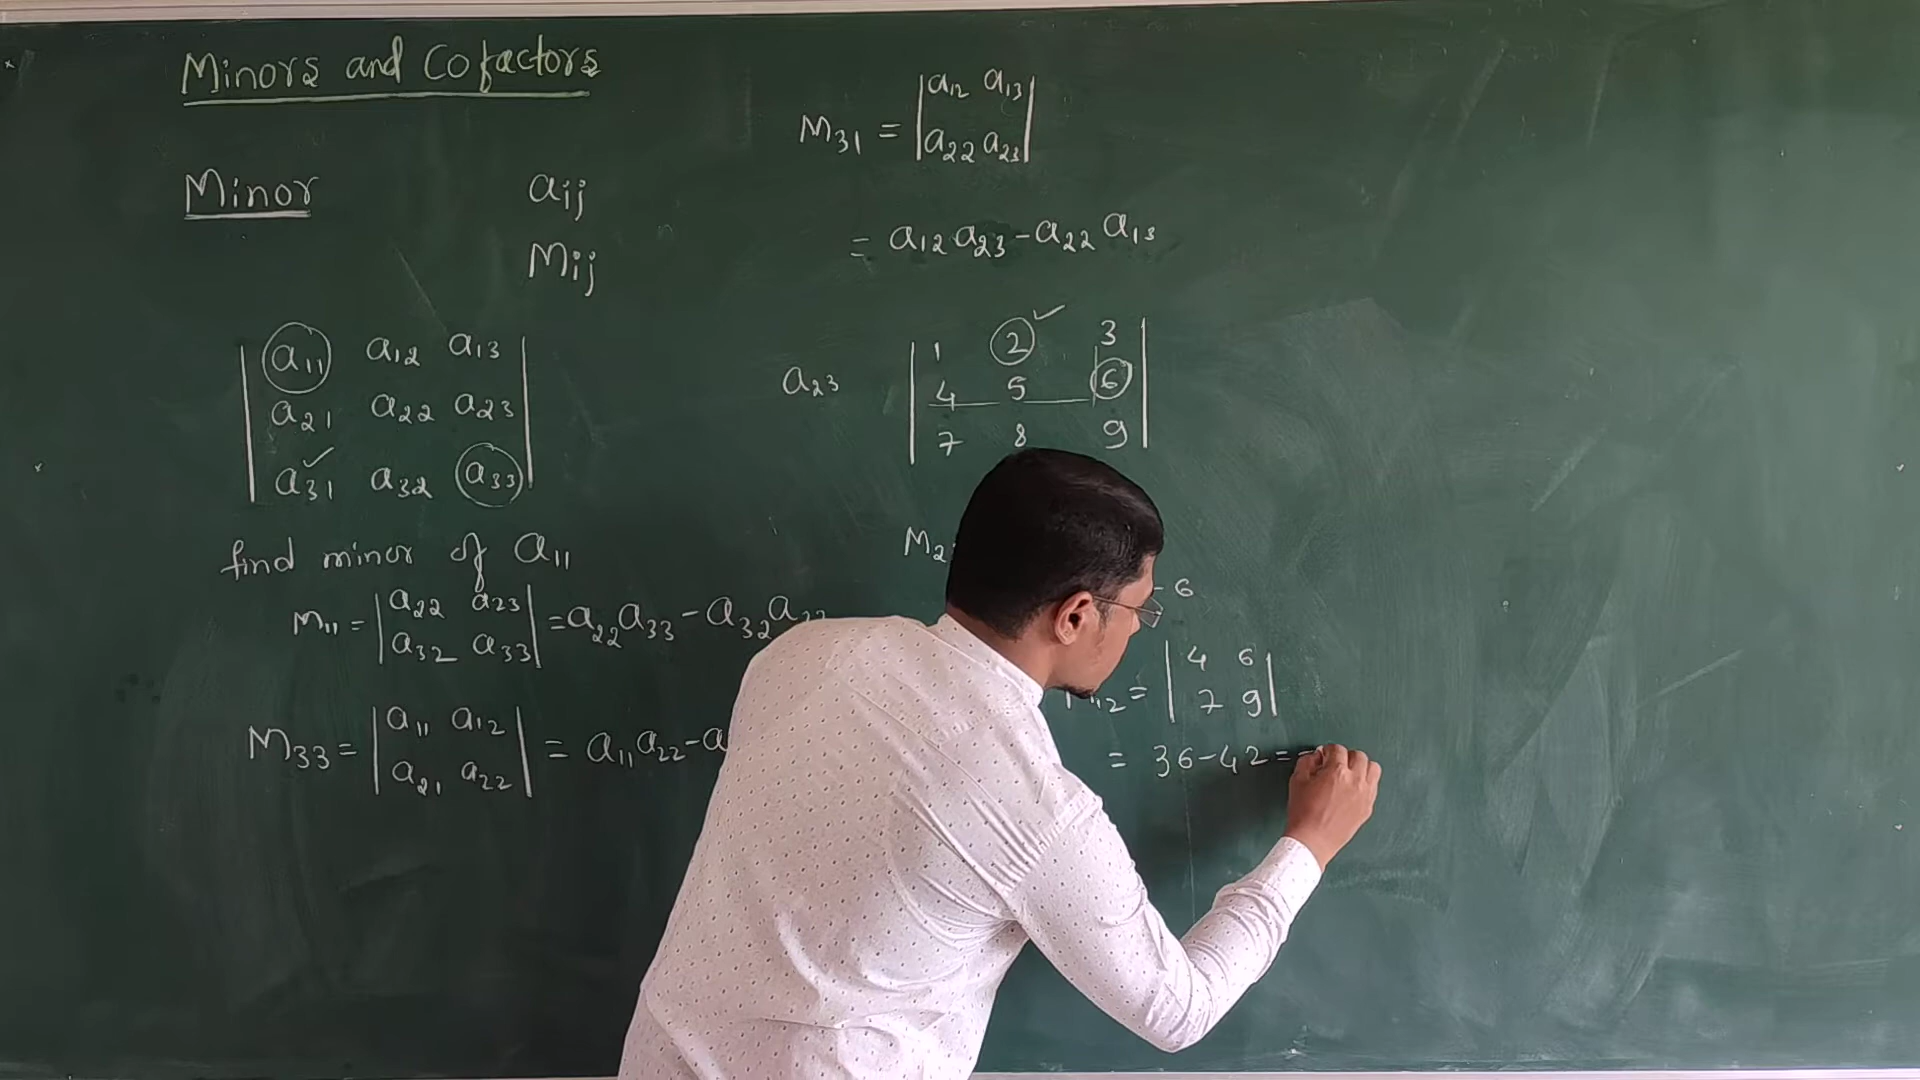 Minors and Cofactors
Minor aij
Mij
a11 a12 a13
a21 a22 a23
a31 a32 a33
find minor of a11
M11 = |a22 a23| = a22 a33 - a32 a23
|a32 a33|
M33 = |a11 a12| = a11 a22 - a
|a21 a22|
M31 = |a12 a13|
|a22 a23|
= a12 a23 - a22 a13
a23
1 2 3
4 5 6
7 8 9
M2
- 6
M12 = |4 6|
|7 9|
= 36 - 42 = -